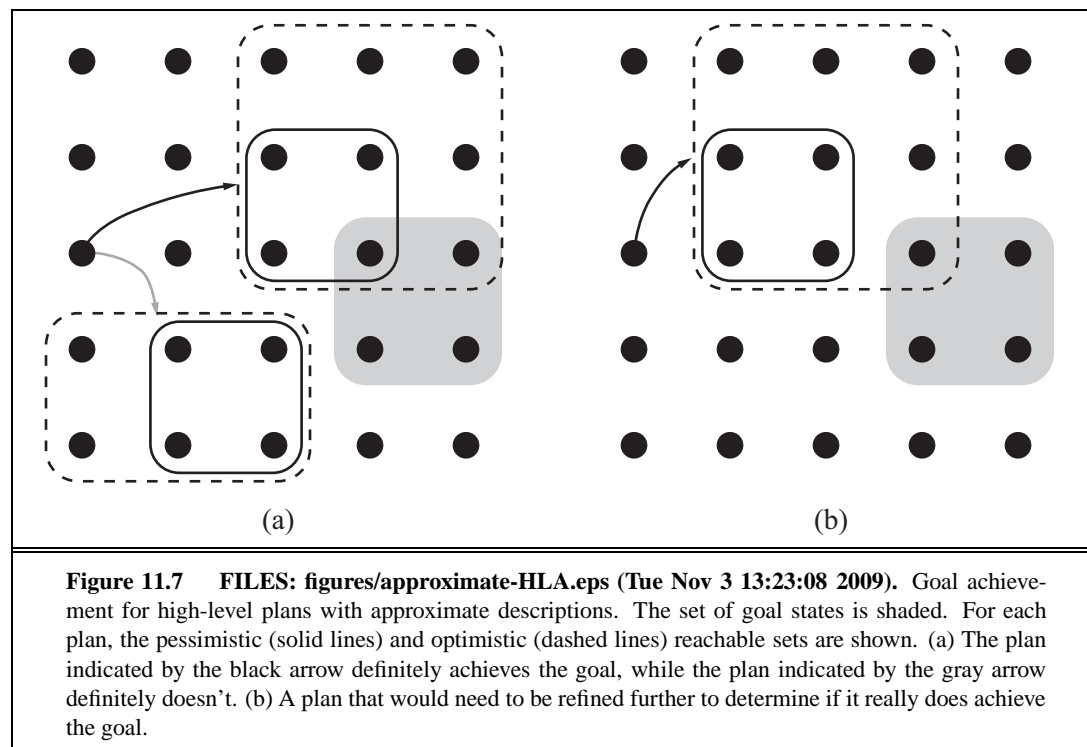 (a)
(b)
Figure 11.7 FILES: figures/approximate-HLA.eps (Tue Nov 3 13:23:08 2009). Goal achieve-
ment for high-level plans with approximate descriptions. The set of goal states is shaded. For each
plan, the pessimistic (solid lines) and optimistic (dashed lines) reachable sets are shown. (a) The plan
indicated by the black arrow definitely achieves the goal, while the plan indicated by the gray arrow
definitely doesn't. (b) A plan that would need to be refined further to determine if it really does achieve
the goal.